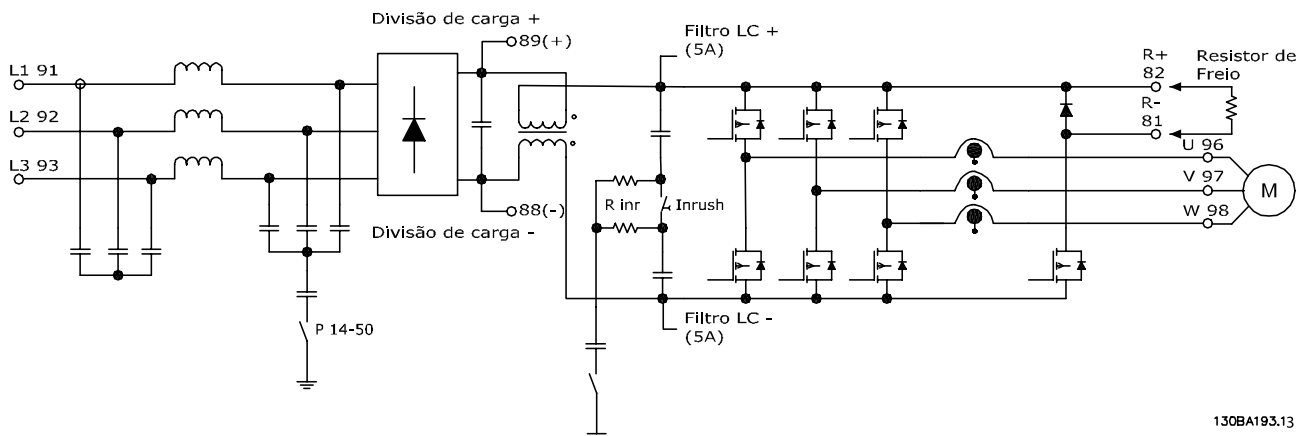 Divisão de carga +
89(+)
Filtro LC +
(5A)
L1 91
L2 92
L3 93
R+
82
Resistor de
Freio
R-
81
U 96
V 97
W 98
M
R inr
Inrush
88(-)
Divisão de carga -
P 14-50
Filtro LC -
(5A)
130BA193.13